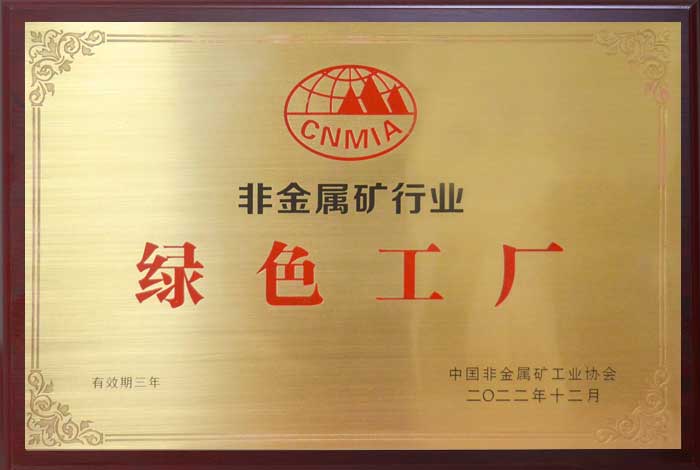 CNMIA
非金属矿行业
绿色工厂
有效期三年
中国非金属矿工业协会
二〇二二年十二月